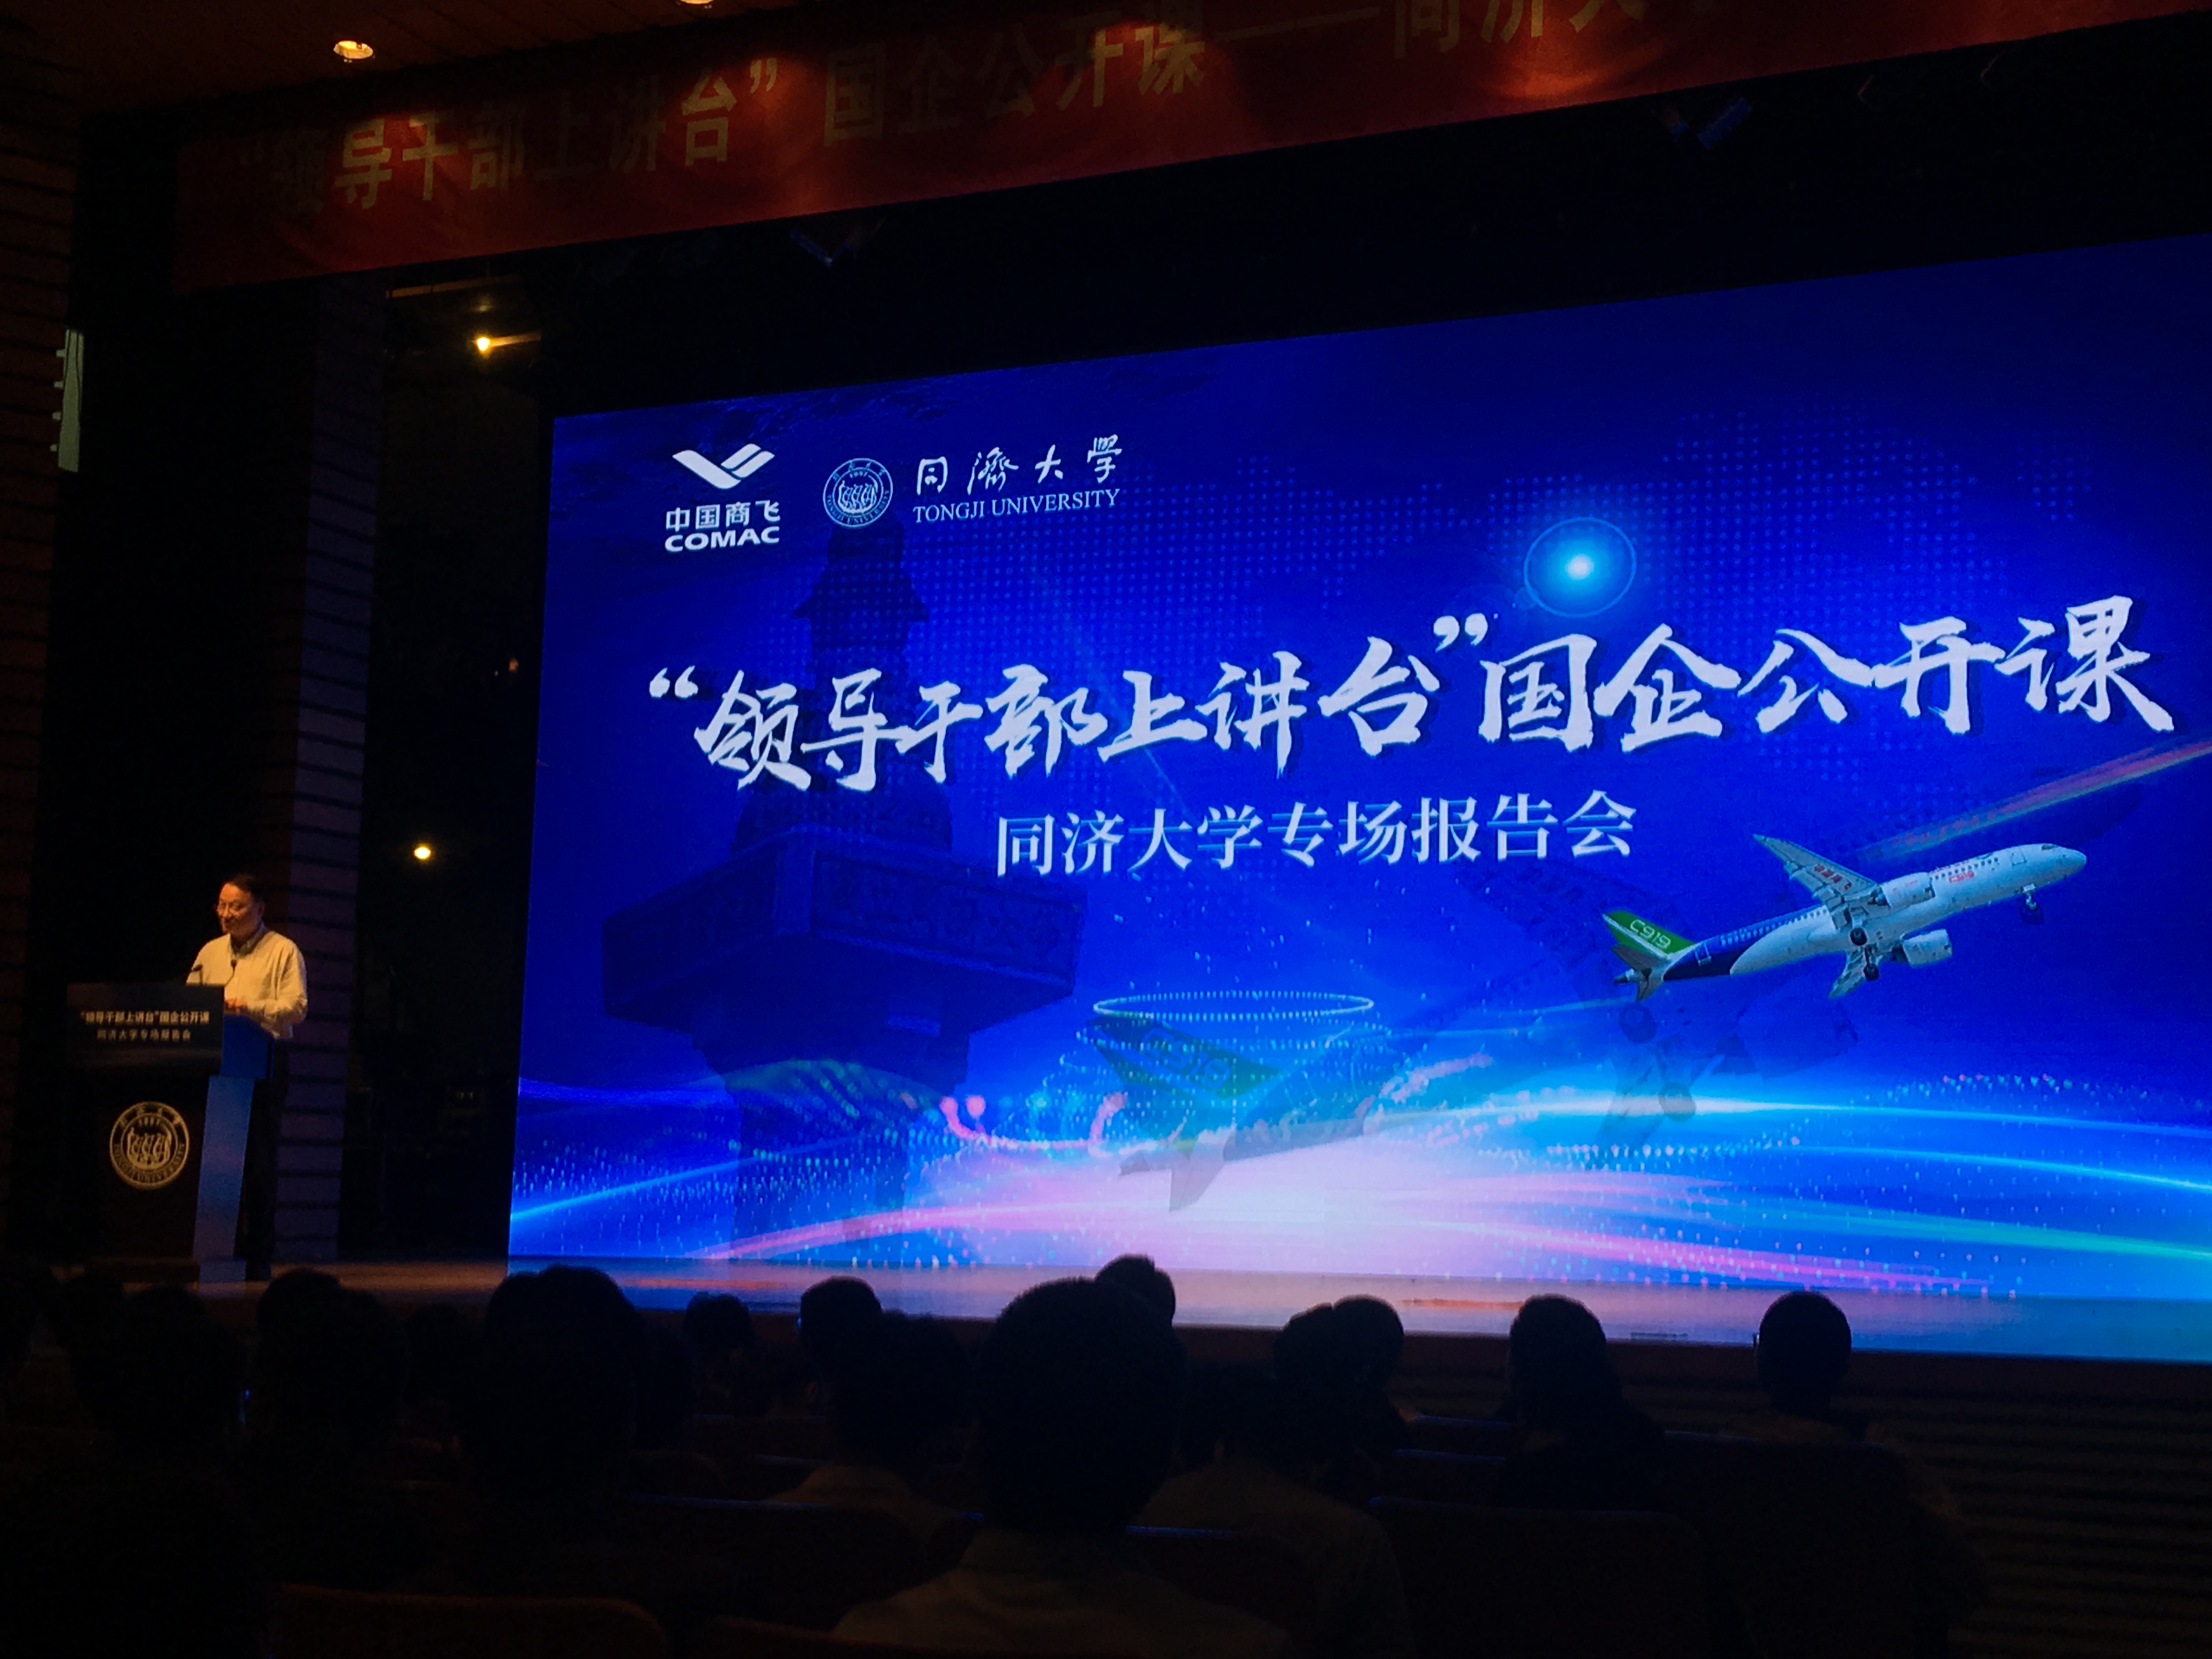 “领导干部上讲台”国企公开课——同济大学
中国商飞
COMAC
同濟大學
TONGJI UNIVERSITY
“领导干部上讲台”国企公开课
同济大学专场报告会
C919
“领导干部上讲台”国企公开课
同济大学专场报告会
TONGJI UNIVERSITY